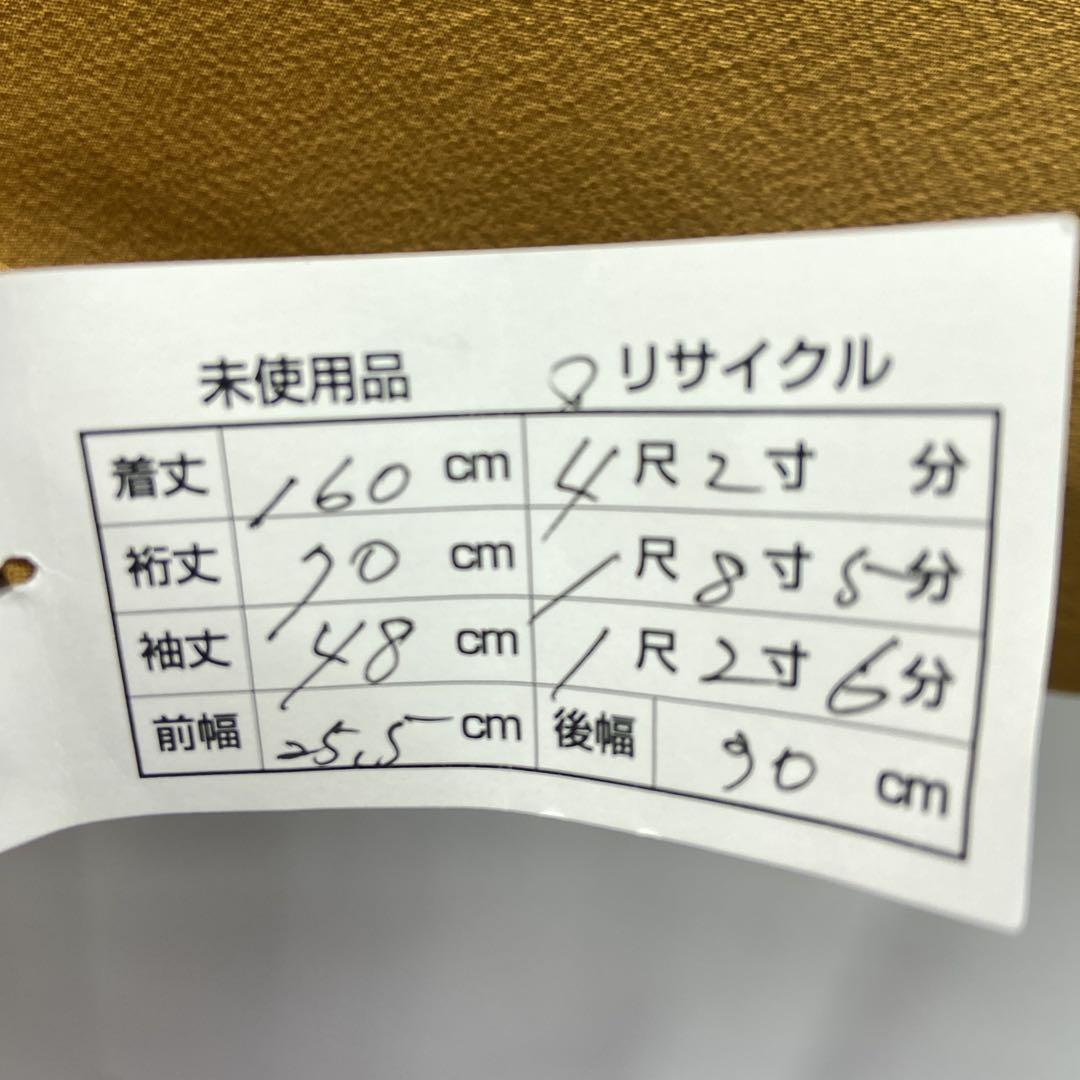 未使用品 リサイクル
着丈 160 cm 4尺2寸 分
裄丈 70 cm 1尺8寸5分
袖丈 48 cm 1尺2寸6分
前幅 25.5 cm 後幅 30 cm